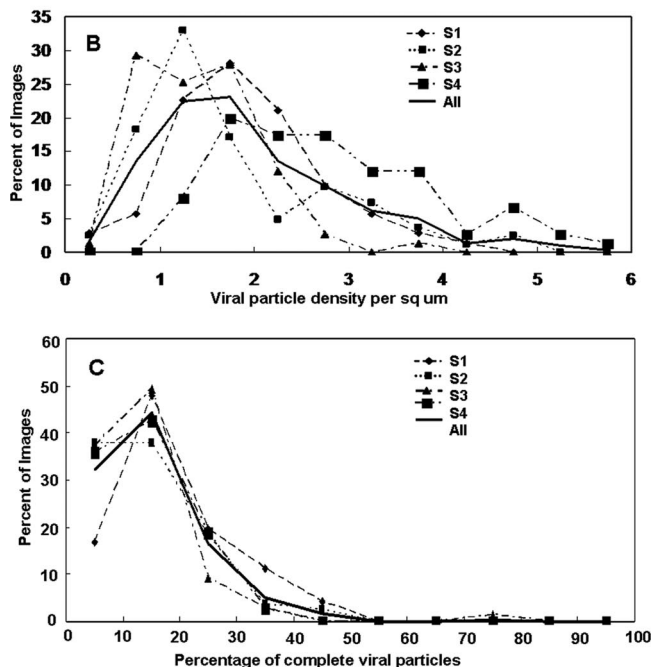 B
S1
S2
S3
S4
All
Percent of Images
35
30
25
20
15
10
5
0
0 1 2 3 4 5 6
Viral particle density per sq um
C
S1
S2
S3
S4
All
Percent of Images
60
50
40
30
20
10
0
0 10 20 30 40 50 60 70 80 90 100
Percentage of complete viral particles